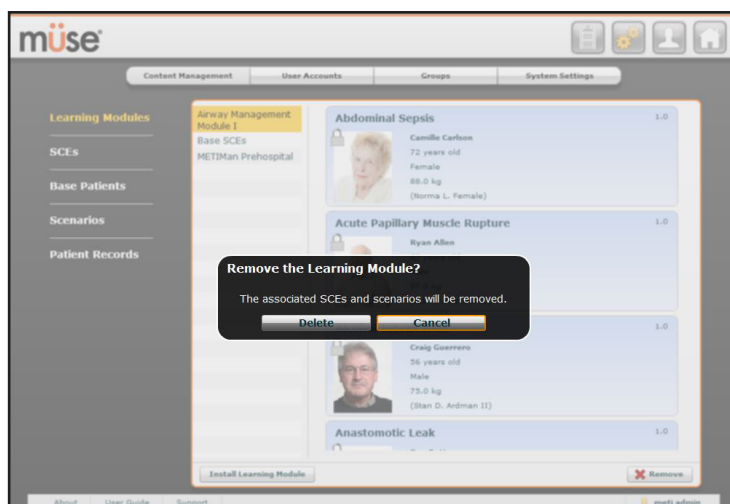 müse
Content Management User Accounts Groups System Settings
Learning Modules
SCEs
Base Patients
Scenarios
Patient Records
Airway Management
Module I
Base SCEs
METIMan Prehospital
Abdominal Sepsis 1.0
Camille Carlson
72 years old
Female
88.0 kg
(Norma L. Female)
Acute Papillary Muscle Rupture 1.0
Ryan Allen
Remove the Learning Module?
The associated SCEs and scenarios will be removed.
Delete Cancel
1.0
Craig Guerrero
56 years old
Male
75.0 kg
(Stan D. Ardman II)
Anastomotic Leak 1.0
Install Learning Module Remove
About User Guide Support meti admin